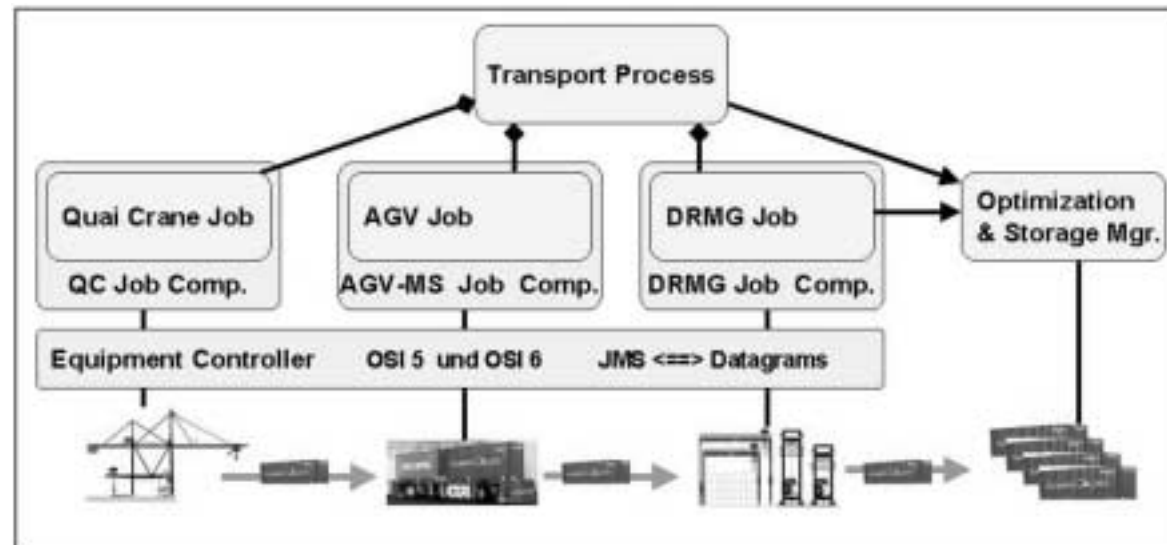 Transport Process
Quai Crane Job
AGV Job
DRMG Job
Optimization
& Storage Mgr.
QC Job Comp.
AGV-MS Job Comp.
DRMG Job Comp.
Equipment Controller OSI 5 und OSI 6 JMS <==> Datagrams